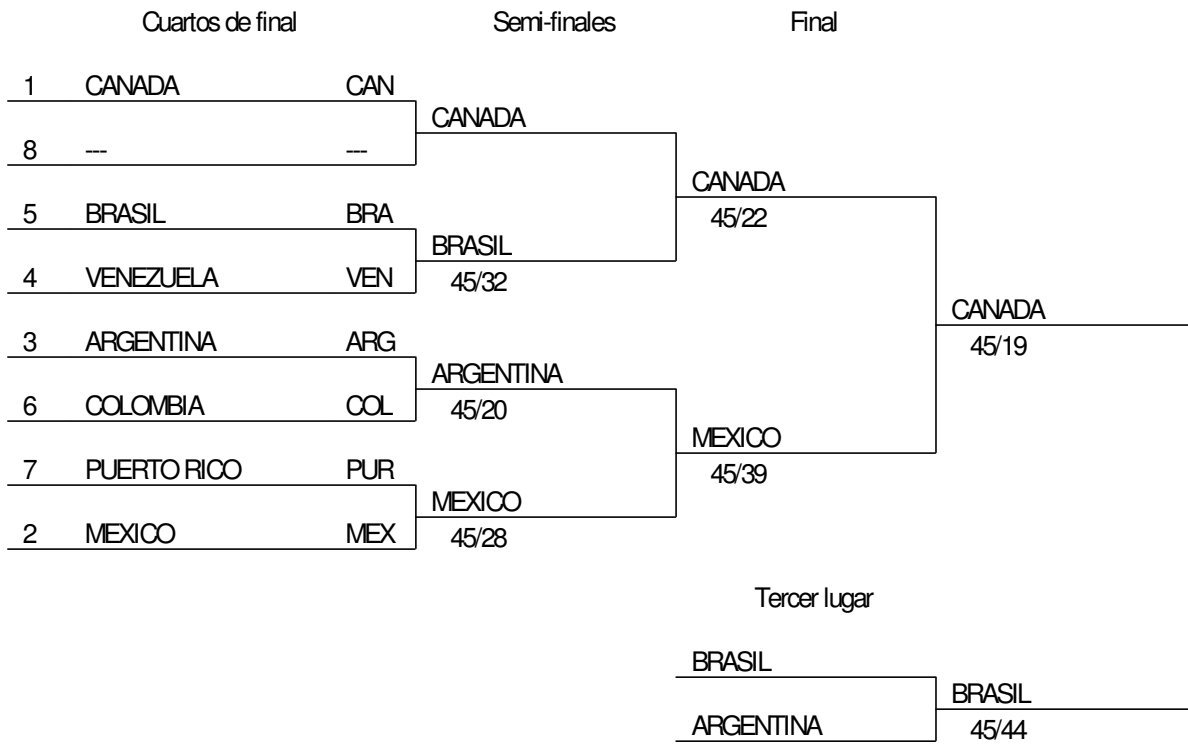 Cuartos de final Semi-finales Final
1 CANADA CAN
CANADA
8 --- ---
CANADA
5 BRASIL BRA 45/22
BRASIL
4 VENEZUELA VEN 45/32
CANADA
3 ARGENTINA ARG 45/19
ARGENTINA
6 COLOMBIA COL 45/20
MEXICO
7 PUERTO RICO PUR 45/39
MEXICO
2 MEXICO MEX 45/28
Tercer lugar
BRASIL
BRASIL
ARGENTINA 45/44